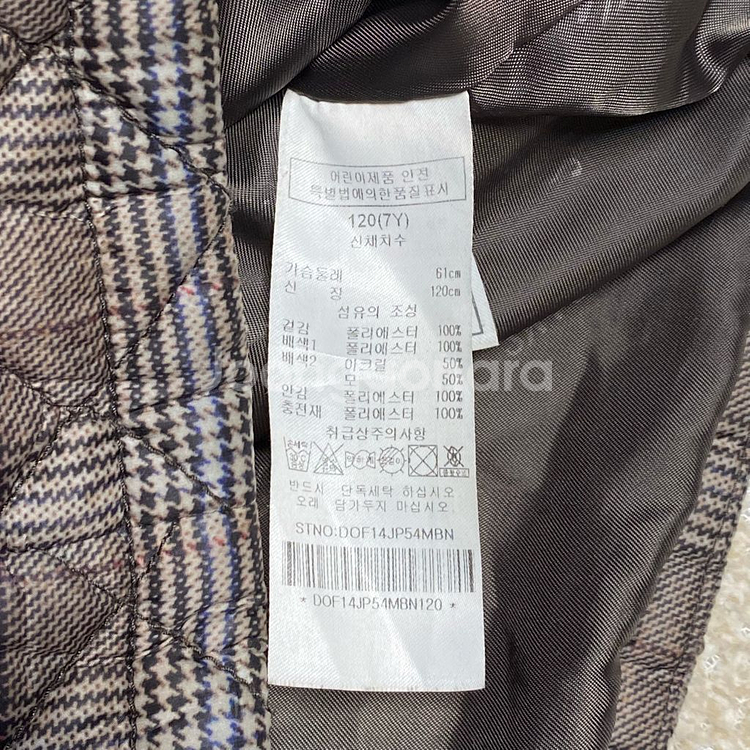 어린이제품 안전
특별법에의한품질표시
120(7Y)
신체치수
가슴둘레 61cm
신 장 120cm
섬유의 조성
겉감 폴리에스터 100%
배색1 폴리에스터 100%
배색2 아크릴 50%
모 50%
안감 폴리에스터 100%
충전재 폴리에스터 100%
취급상주의사항
반드시 단독세탁 하십시오
오래 담가두지 마십시오.
STNO:DOF14JP54MBN
* DOF14JP54MBN120 *